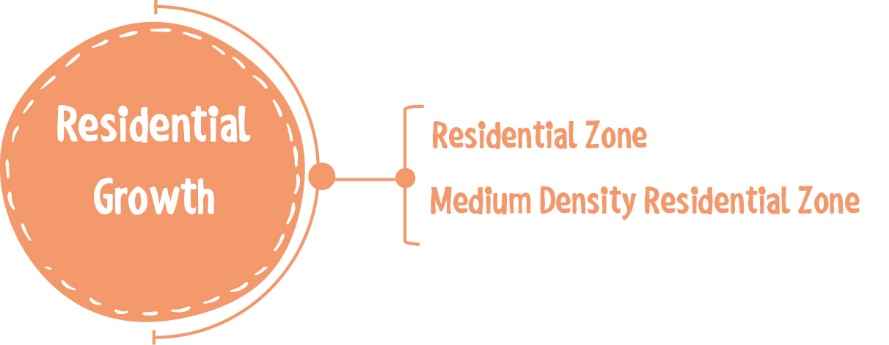 Residential
Growth
Residential Zone
Medium Density Residential Zone